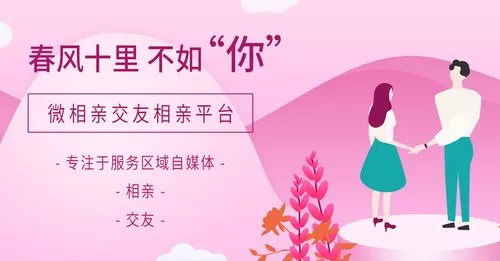 春风十里 不如“你”
微相亲交友相亲平台
- 专注于服务区域自媒体 -
- 相亲 -
- 交友 -